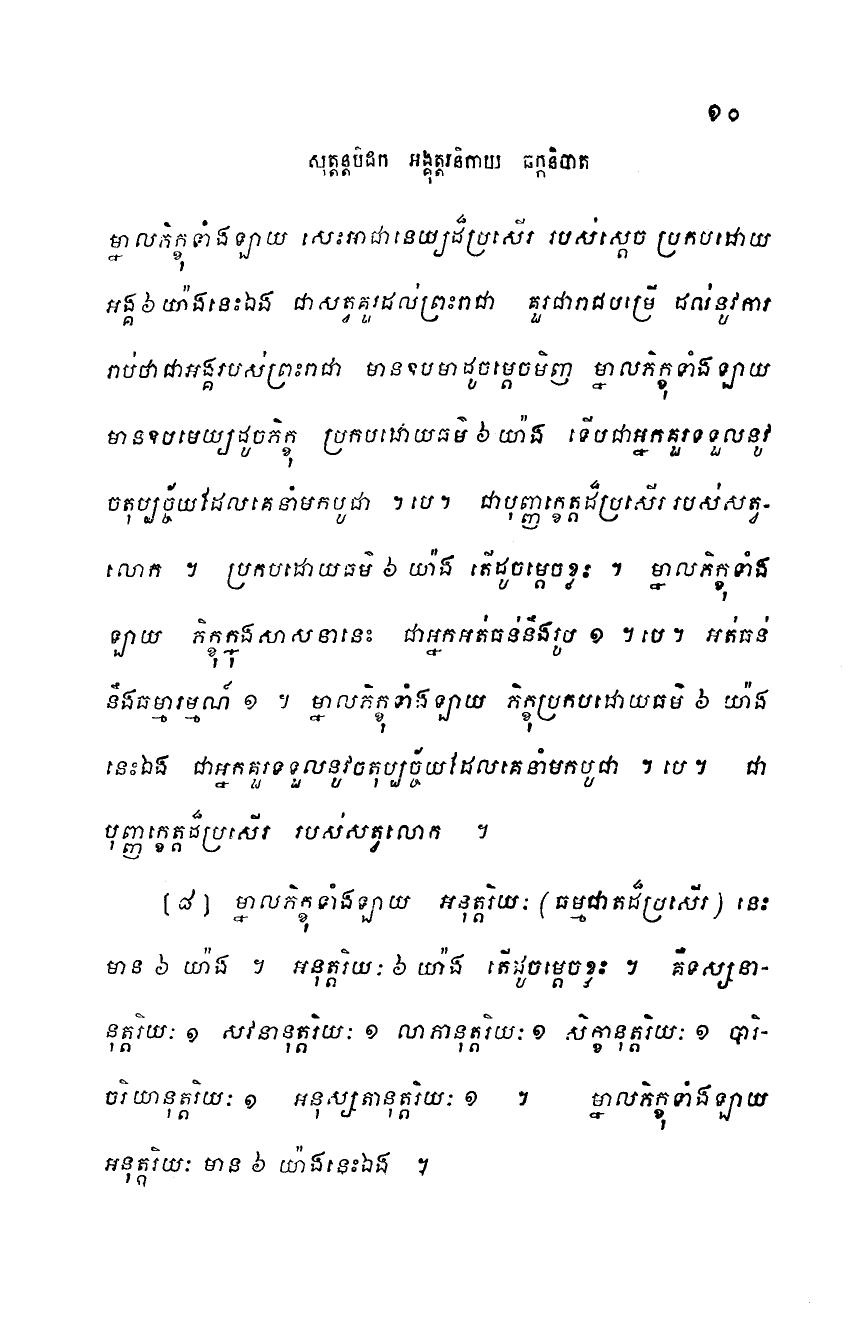 ១០
សុត្តន្តបិដក អង្គុត្តរនិកាយ ឆក្កនិបាត
ម្នាលភិក្ខុទាំងឡាយ សេះអាជានេយ្យដ៏ប្រសើរ របស់ស្តេច ប្រកបដោយ
អង្គ ៦ យ៉ាងនេះឯង ជាសត្វគួរដល់ព្រះរាជា គួរជារាជបម្រើ ដល់នូវការ
រាប់ថាជាអង្គរបស់ព្រះរាជា មានឧបមាដូចម្តេចមិញ ម្នាលភិក្ខុទាំងឡាយ
មានឧបមេយ្យដូចភិក្ខុ ប្រកបដោយធម៌ ៦ យ៉ាង ទើបជាអ្នកគួរទទួលនូវ
ចតុប្បច្ច័យដែលគេនាំមកបូជា ។ បេ ។ ជាបុញ្ញក្ខេត្តដ៏ប្រសើរ របស់សត្វ-
លោក ។ ប្រកបដោយធម៌ ៦ យ៉ាង តើដូចម្តេចខ្លះ ។ ម្នាលភិក្ខុទាំង
ឡាយ ភិក្ខុក្នុងសាសនានេះ ជាអ្នកអត់ធន់នឹងរូប ១ ។ បេ ។ អត់ធន់
នឹងធម្មារម្មណ៍ ១ ។ ម្នាលភិក្ខុទាំងឡាយ ភិក្ខុប្រកបដោយធម៌ ៦ យ៉ាង
នេះឯង ជាអ្នកគួរទទួលនូវចតុប្បច្ច័យដែលគេនាំមកបូជា ។ បេ ។ ជា
បុញ្ញក្ខេត្តដ៏ប្រសើរ របស់សត្វលោក ។
[៨] ម្នាលភិក្ខុទាំងឡាយ អនុត្តរិយៈ (ធម្មជាតដ៏ប្រសើរ) នេះ
មាន ៦ យ៉ាង ។ អនុត្តរិយៈ ៦ យ៉ាង តើដូចម្តេចខ្លះ ។ គឺទស្សនា-
នុត្តរិយៈ ១ សវនានុត្តរិយៈ ១ លាភានុត្តរិយៈ ១ សិក្ខានុត្តរិយៈ ១ បារិ-
ចរិយានុត្តរិយៈ ១ អនុស្សតានុត្តរិយៈ ១ ។ ម្នាលភិក្ខុទាំងឡាយ
អនុត្តរិយៈ មាន ៦ យ៉ាងនេះឯង ។